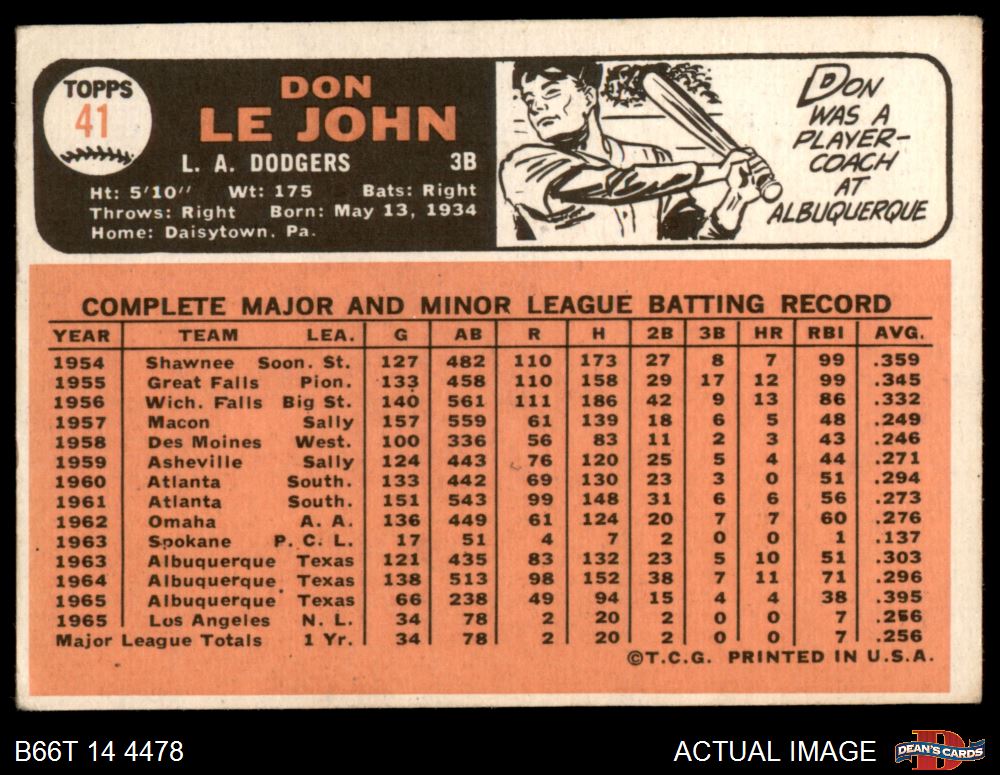 TOPPS
41
DON
LE JOHN
L. A. DODGERS 3B
Ht: 5'10" Wt: 175 Bats: Right
Throws: Right Born: May 13, 1934
Home: Daisytown, Pa.
DON
WAS A
PLAYER-
COACH
AT
ALBUQUERQUE
COMPLETE MAJOR AND MINOR LEAGUE BATTING RECORD
YEAR TEAM LEA. G AB R H 2B 3B HR RBI AVG.
1954 Shawnee Soon. St. 127 482 110 173 27 8 7 99 .359
1955 Great Falls Pion. 133 458 110 158 29 17 12 99 .345
1956 Wich. Falls Big St. 140 561 111 186 42 9 13 86 .332
1957 Macon Sally 157 559 61 139 18 6 5 48 .249
1958 Des Moines West. 100 336 56 83 11 2 3 43 .246
1959 Asheville Sally 124 443 76 120 25 5 4 44 .271
1960 Atlanta South. 133 442 69 130 23 3 0 51 .294
1961 Atlanta South. 151 543 99 148 31 6 6 56 .273
1962 Omaha A. A. 136 449 61 124 20 7 7 60 .276
1963 Spokane P. C. L. 17 51 4 7 2 0 0 1 .137
1963 Albuquerque Texas 121 435 83 132 23 5 10 51 .303
1964 Albuquerque Texas 138 513 98 152 38 7 11 71 .296
1965 Albuquerque Texas 66 238 49 94 15 4 4 38 .395
1965 Los Angeles N. L. 34 78 2 20 2 0 0 7 .256
Major League Totals 1 Yr. 34 78 2 20 2 0 0 7 .256
©T.C.G. PRINTED IN U.S.A.
B66T 14 4478
ACTUAL IMAGE
DEAN'S CARDS